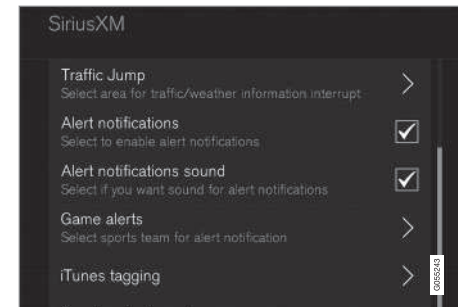 SiriusXM
Traffic Jump
Select area for traffic/weather information interrupt
Alert notifications
Select to enable alert notifications
Alert notifications sound
Select if you want sound for alert notifications
Game alerts
Select sports team for alert notification
iTunes tagging
G055243